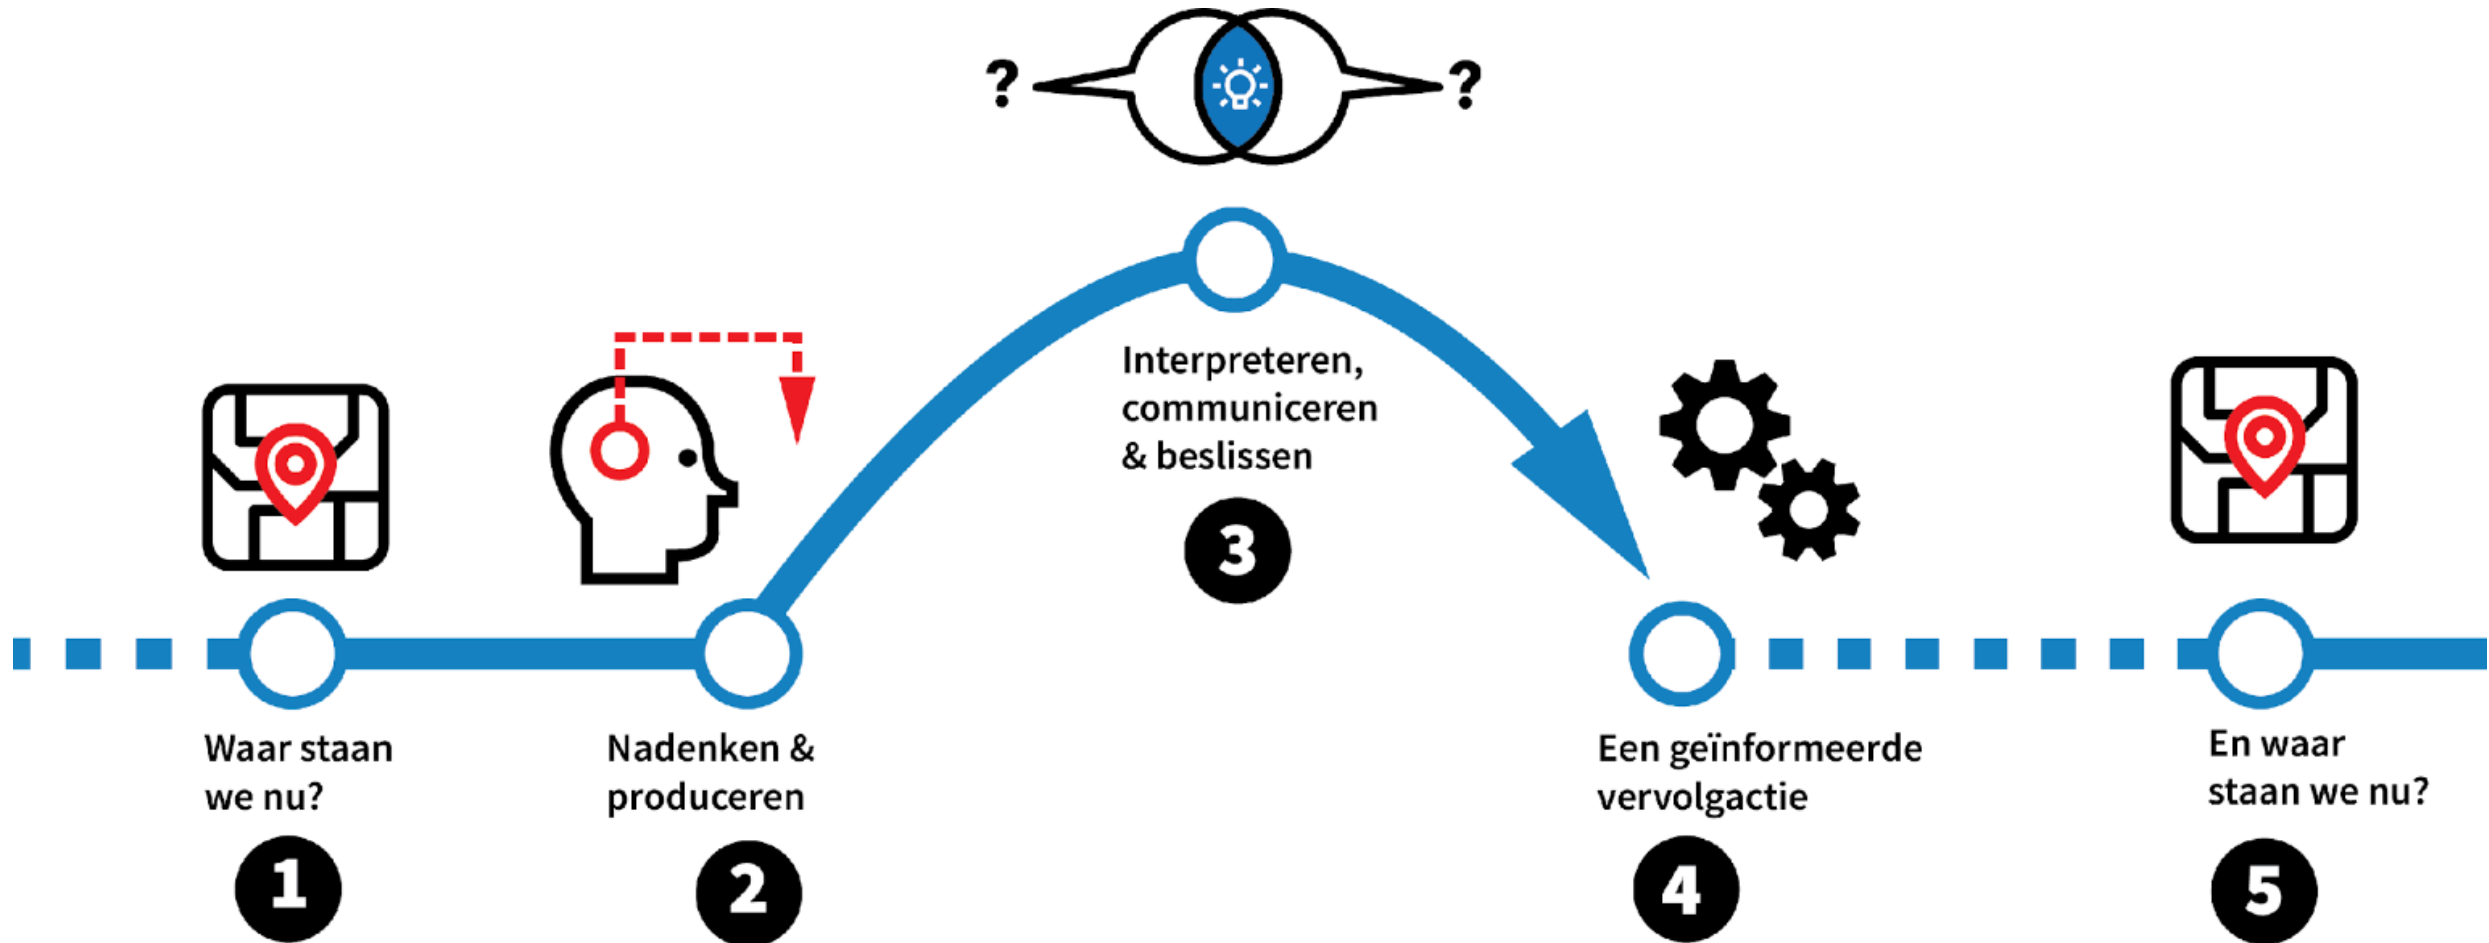 ? ?
Interpreteren,
communiceren
& beslissen
3
Waar staan
we nu?
1
Nadenken &
produceren
2
Een geïnformeerde
vervolgactie
4
En waar
staan we nu?
5